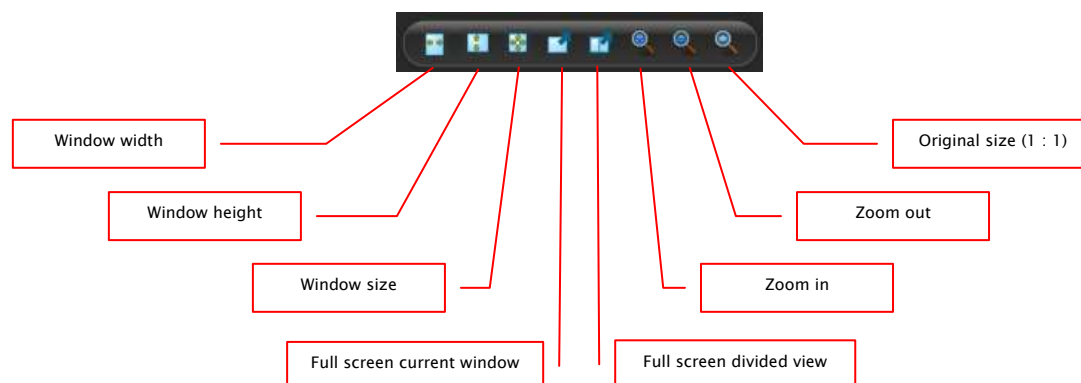 Window width
Original size (1 : 1)
Window height
Zoom out
Window size
Zoom in
Full screen current window
Full screen divided view